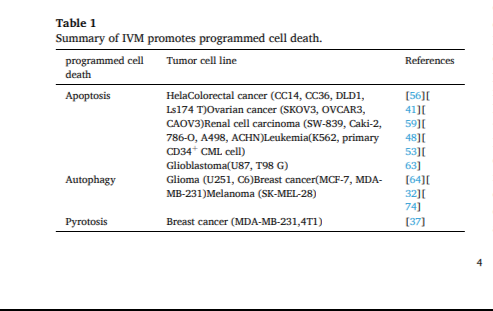 Table 1
Summary of IVM promotes programmed cell death.
programmed cell death Tumor cell line References
Apoptosis HelaColorectal cancer (CC14, CC36, DLD1, [56][
Ls174 T)Ovarian cancer (SKOV3, OVCAR3, 41][
CAOV3)Renal cell carcinoma (SW-839, Caki-2, 59][
786-O, A498, ACHN)Leukemia(K562, primary 48][
CD34+ CML cell) 53][
Glioblastoma(U87, T98 G) 63]
Autophagy Glioma (U251, C6)Breast cancer(MCF-7, MDA- [64][
MB-231)Melanoma (SK-MEL-28) 32][
74]
Pyrotosis Breast cancer (MDA-MB-231,4T1) [37]
4